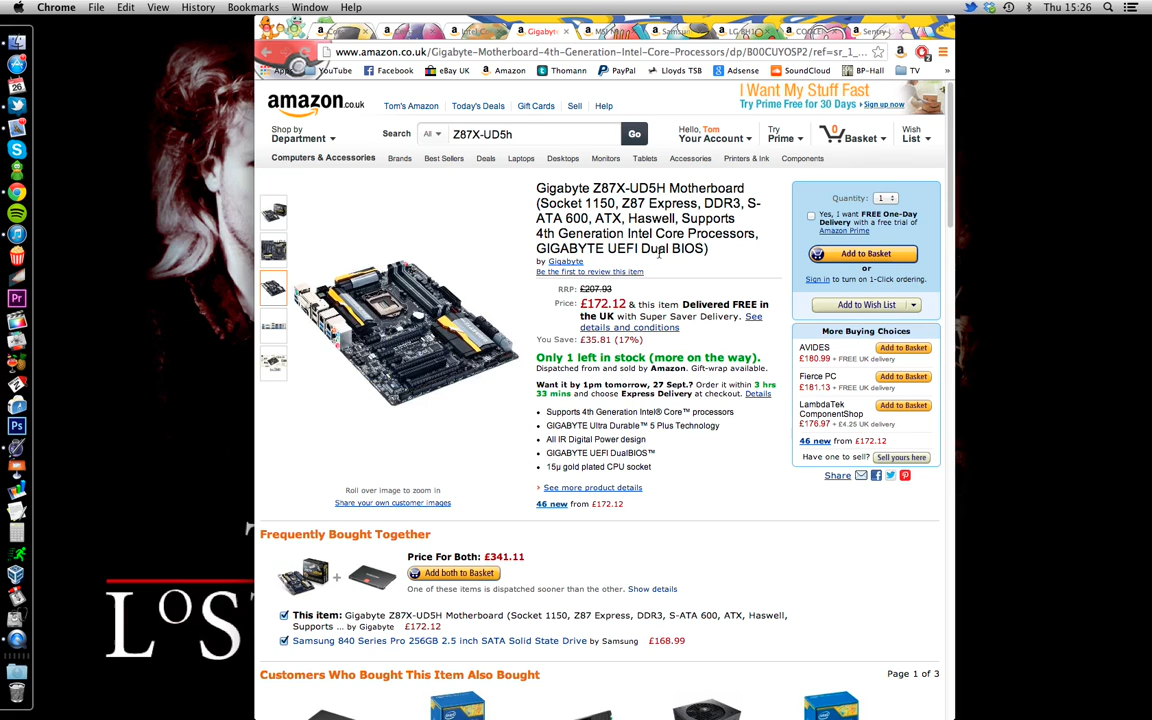 Chrome File Edit View History Bookmarks Window Help Thu 15:26
Gigabyte
www.amazon.co.uk/Gigabyte-Motherboard-4th-Generation-Intel-Core-Processors/dp/B00CUYOSP2/ref=sr_1_...
YouTube Facebook eBay UK Amazon Thomann PayPal Lloyds TSB Adsense SoundCloud BP-Hall TV »
I Want My Stuff Fast
Try Prime Free for 30 Days Sign up now
amazon.co.uk Tom's Amazon Today's Deals Gift Cards Sell Help
Shop by Department Search All Z87X-UD5h Go Hello, Tom Your Account Try Prime 0 Basket Wish List
Computers & Accessories Brands Best Sellers Deals Laptops Desktops Monitors Tablets Accessories Printers & Ink Components
Gigabyte Z87X-UD5H Motherboard
(Socket 1150, Z87 Express, DDR3, S-
ATA 600, ATX, Haswell, Supports
4th Generation Intel Core Processors,
GIGABYTE UEFI Dual BIOS)
by Gigabyte
Be the first to review this item
RRP: £207.93
Price: £172.12 & this item Delivered FREE in
the UK with Super Saver Delivery. See
details and conditions
You Save: £35.81 (17%)
Only 1 left in stock (more on the way).
Dispatched from and sold by Amazon. Gift-wrap available.
Want it by 1pm tomorrow, 27 Sept.? Order it within 3 hrs
33 mins and choose Express Delivery at checkout. Details
• Supports 4th Generation Intel® Core™ processors
• GIGABYTE Ultra Durable™ 5 Plus Technology
• All IR Digital Power design
• GIGABYTE UEFI DualBIOS™
• 15µ gold plated CPU socket
See more product details
46 new from £172.12
Roll over image to zoom in
Share your own customer images
Quantity: 1
Yes, I want FREE One-Day
Delivery with a free trial of
Amazon Prime
Add to Basket
or
Sign in to turn on 1-Click ordering.
Add to Wish List
More Buying Choices
AVIDES Add to Basket
£180.99 + FREE UK delivery
Fierce PC Add to Basket
£181.13 + FREE UK delivery
LambdaTek Add to Basket
ComponentShop
£176.97 + £4.25 UK delivery
46 new from £172.12
Have one to sell? Sell yours here
Share
Frequently Bought Together
Price For Both: £341.11
Add both to Basket
One of these items is dispatched sooner than the other. Show details
This item: Gigabyte Z87X-UD5H Motherboard (Socket 1150, Z87 Express, DDR3, S-ATA 600, ATX, Haswell,
Supports ... by Gigabyte £172.12
Samsung 840 Series Pro 256GB 2.5 inch SATA Solid State Drive by Samsung £168.99
Customers Who Bought This Item Also Bought Page 1 of 3
LOST